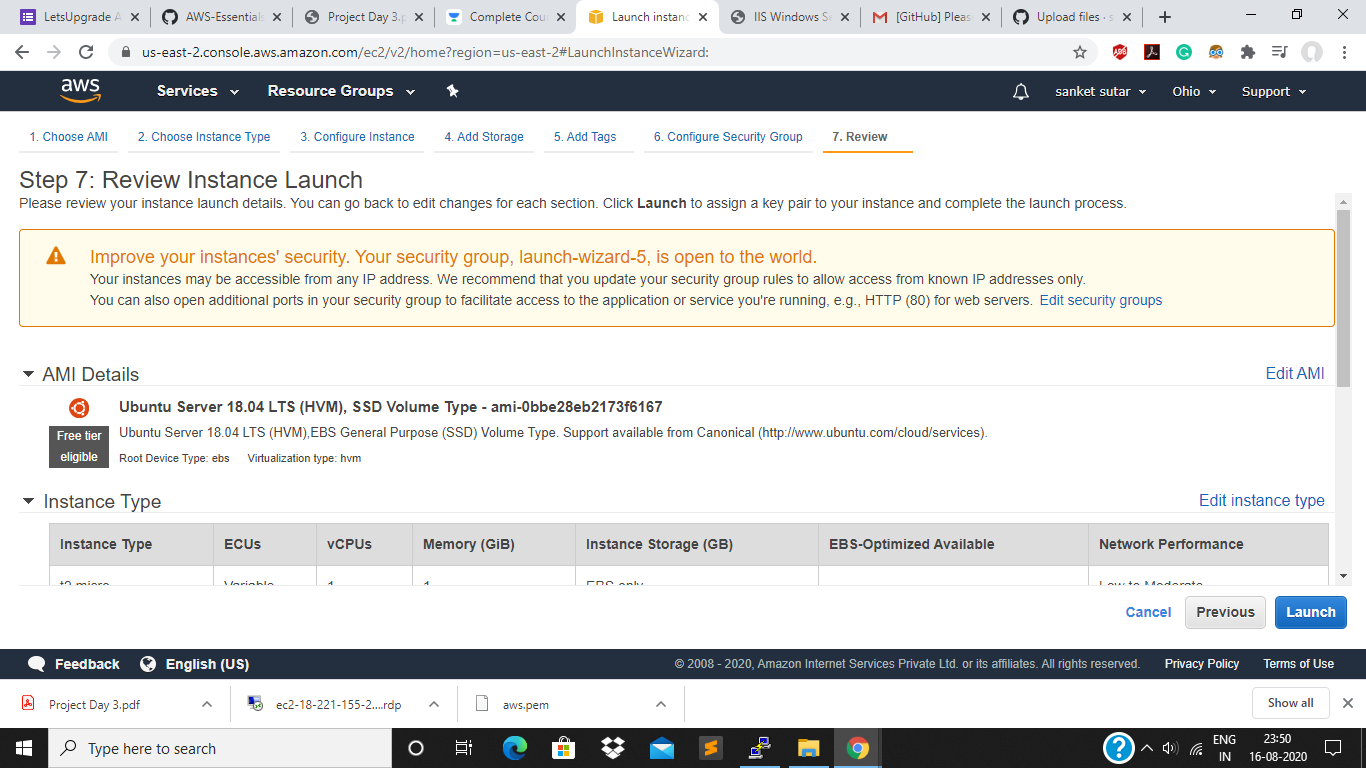 LetsUpgrade A
AWS-Essentials
Project Day 3.p
Complete Cou
Launch instanc
IIS Windows Se
[GitHub] Pleas
Upload files · s
us-east-2.console.aws.amazon.com/ec2/v2/home?region=us-east-2#LaunchInstanceWizard:
aws
Services
Resource Groups
sanket sutar
Ohio
Support
1. Choose AMI
2. Choose Instance Type
3. Configure Instance
4. Add Storage
5. Add Tags
6. Configure Security Group
7. Review
Step 7: Review Instance Launch
Please review your instance launch details. You can go back to edit changes for each section. Click Launch to assign a key pair to your instance and complete the launch process.
Improve your instances' security. Your security group, launch-wizard-5, is open to the world.
Your instances may be accessible from any IP address. We recommend that you update your security group rules to allow access from known IP addresses only.
You can also open additional ports in your security group to facilitate access to the application or service you're running, e.g., HTTP (80) for web servers. Edit security groups
AMI Details
Edit AMI
Ubuntu Server 18.04 LTS (HVM), SSD Volume Type - ami-0bbe28eb2173f6167
Free tier
eligible
Ubuntu Server 18.04 LTS (HVM),EBS General Purpose (SSD) Volume Type. Support available from Canonical (http://www.ubuntu.com/cloud/services).
Root Device Type: ebs
Virtualization type: hvm
Instance Type
Edit instance type
Instance Type
ECUs
vCPUs
Memory (GiB)
Instance Storage (GB)
EBS-Optimized Available
Network Performance
t2.micro
Variable
1
1
EBS only
Low to Moderate
Cancel
Previous
Launch
Feedback
English (US)
© 2008 - 2020, Amazon Internet Services Private Ltd. or its affiliates. All rights reserved.
Privacy Policy
Terms of Use
Project Day 3.pdf
ec2-18-221-155-2....rdp
aws.pem
Show all
Type here to search
ENG
IN
23:50
16-08-2020